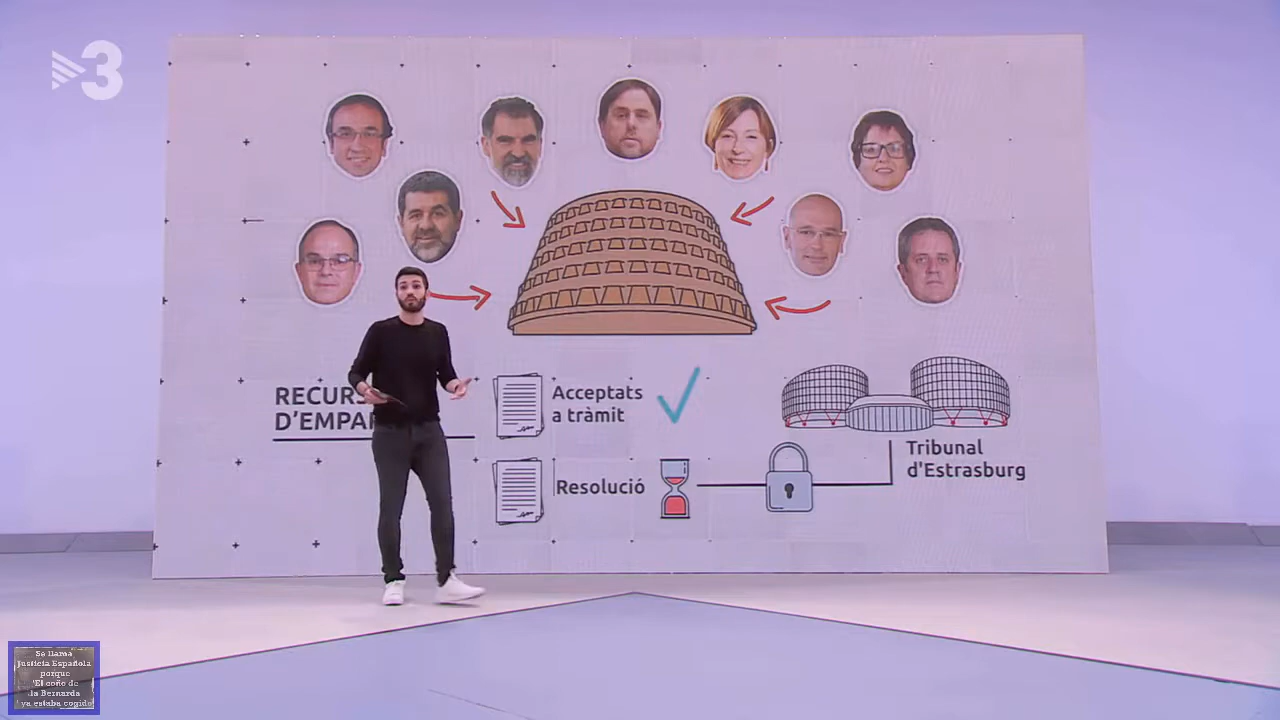 3
RECURS
D'EMPA
Acceptats
a tràmit
Resolució
Tribunal
d'Estrasburg
Se llama
Justicia Española
porque
'El coño de
la Bernarda
ya estaba cogido